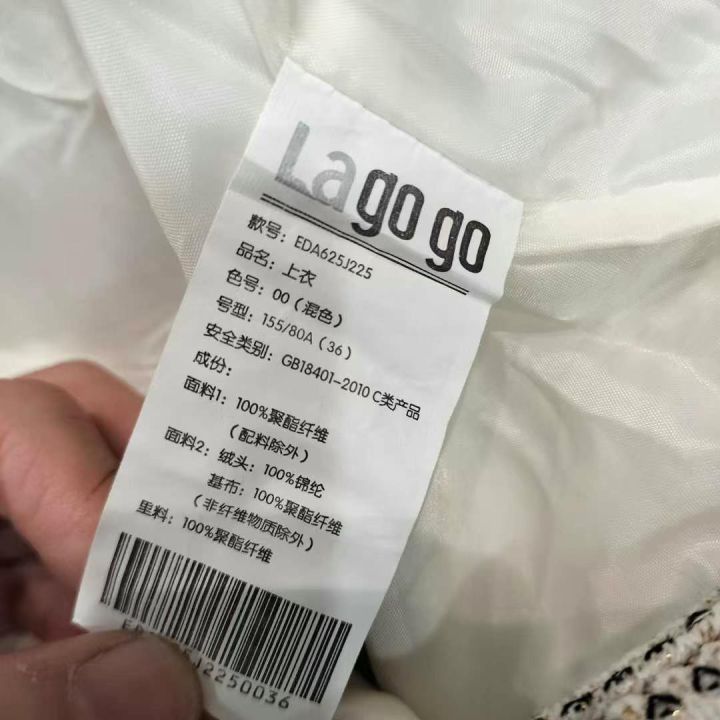 Lagogo
款号：EDA625J225
品名：上衣
色号：00（混色）
号型：155/80A（36）
安全类别：GB18401-2010 C类产品
成份：
面料1：100%聚酯纤维
（配料除外）
面料2：绒头：100%锦纶
基布：100%聚酯纤维
（非纤维物质除外）
里料：100%聚酯纤维
J2250036